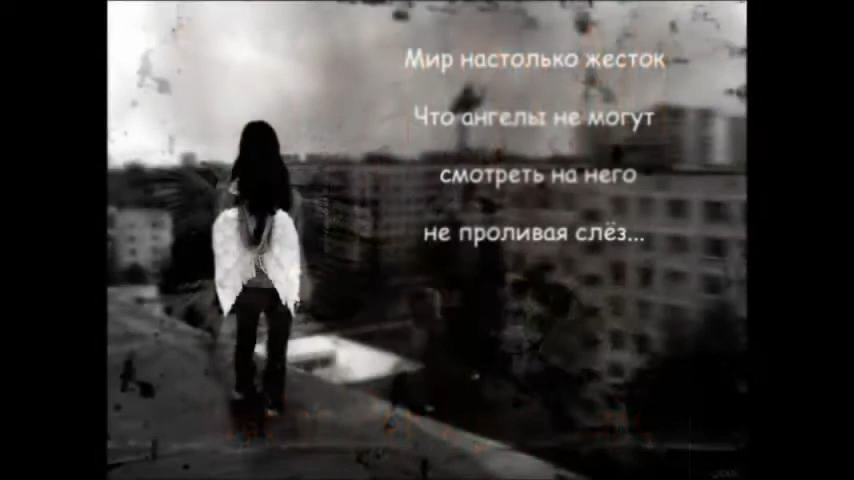 Мир настолько жесток
Что ангелы не могут
смотреть на него
не проливая слёз...